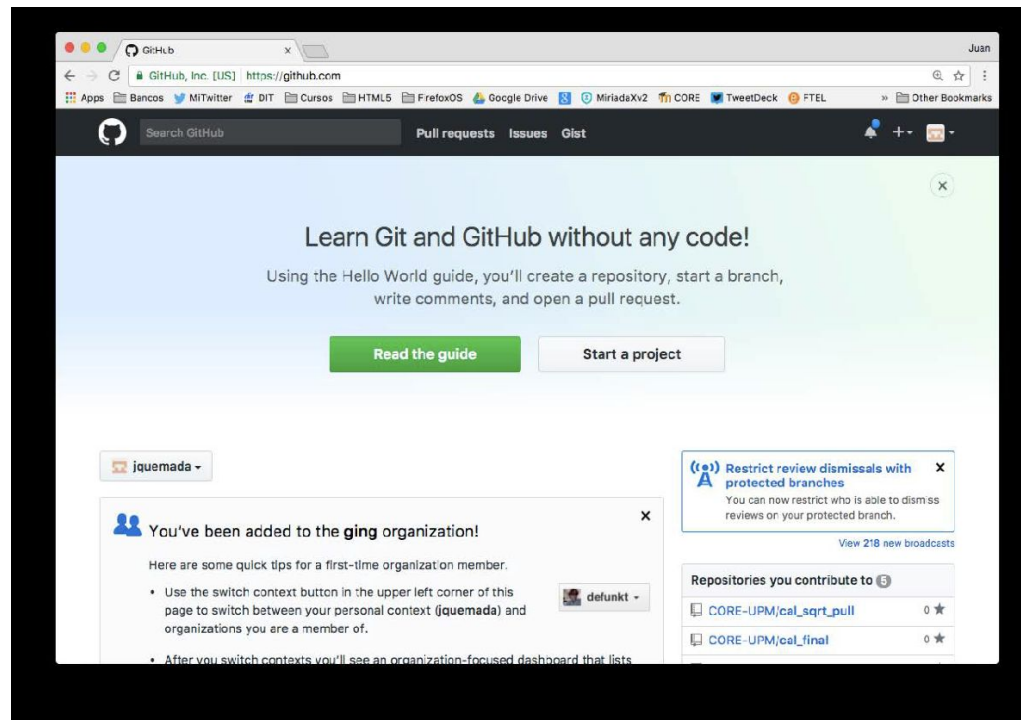 GitHub
Juan
GitHub, Inc. [US] https://github.com
Apps Bancos MiTwitter DIT Cursos HTML5 FirefoxOS Google Drive MiriadaXv2 CORE TweetDeck FTEL » Other Bookmarks
Search GitHub Pull requests Issues Gist
Learn Git and GitHub without any code!
Using the Hello World guide, you’ll create a repository, start a branch,
write comments, and open a pull request.
Read the guide Start a project
jquemada
You’ve been added to the ging organization!
Here are some quick tips for a first-time organization member.
• Use the switch context button in the upper left corner of this
page to switch between your personal context (jquemada) and
organizations you are a member of.
defunkt
• After you switch contexts you’ll see an organization-focused dashboard that lists
Restrict review dismissals with
protected branches
You can now restrict who is able to dismiss
reviews on your protected branch.
View 218 new broadcasts
Repositories you contribute to 5
CORE-UPM/cal_sqrt_pull 0 ★
CORE-UPM/cal_final 0 ★